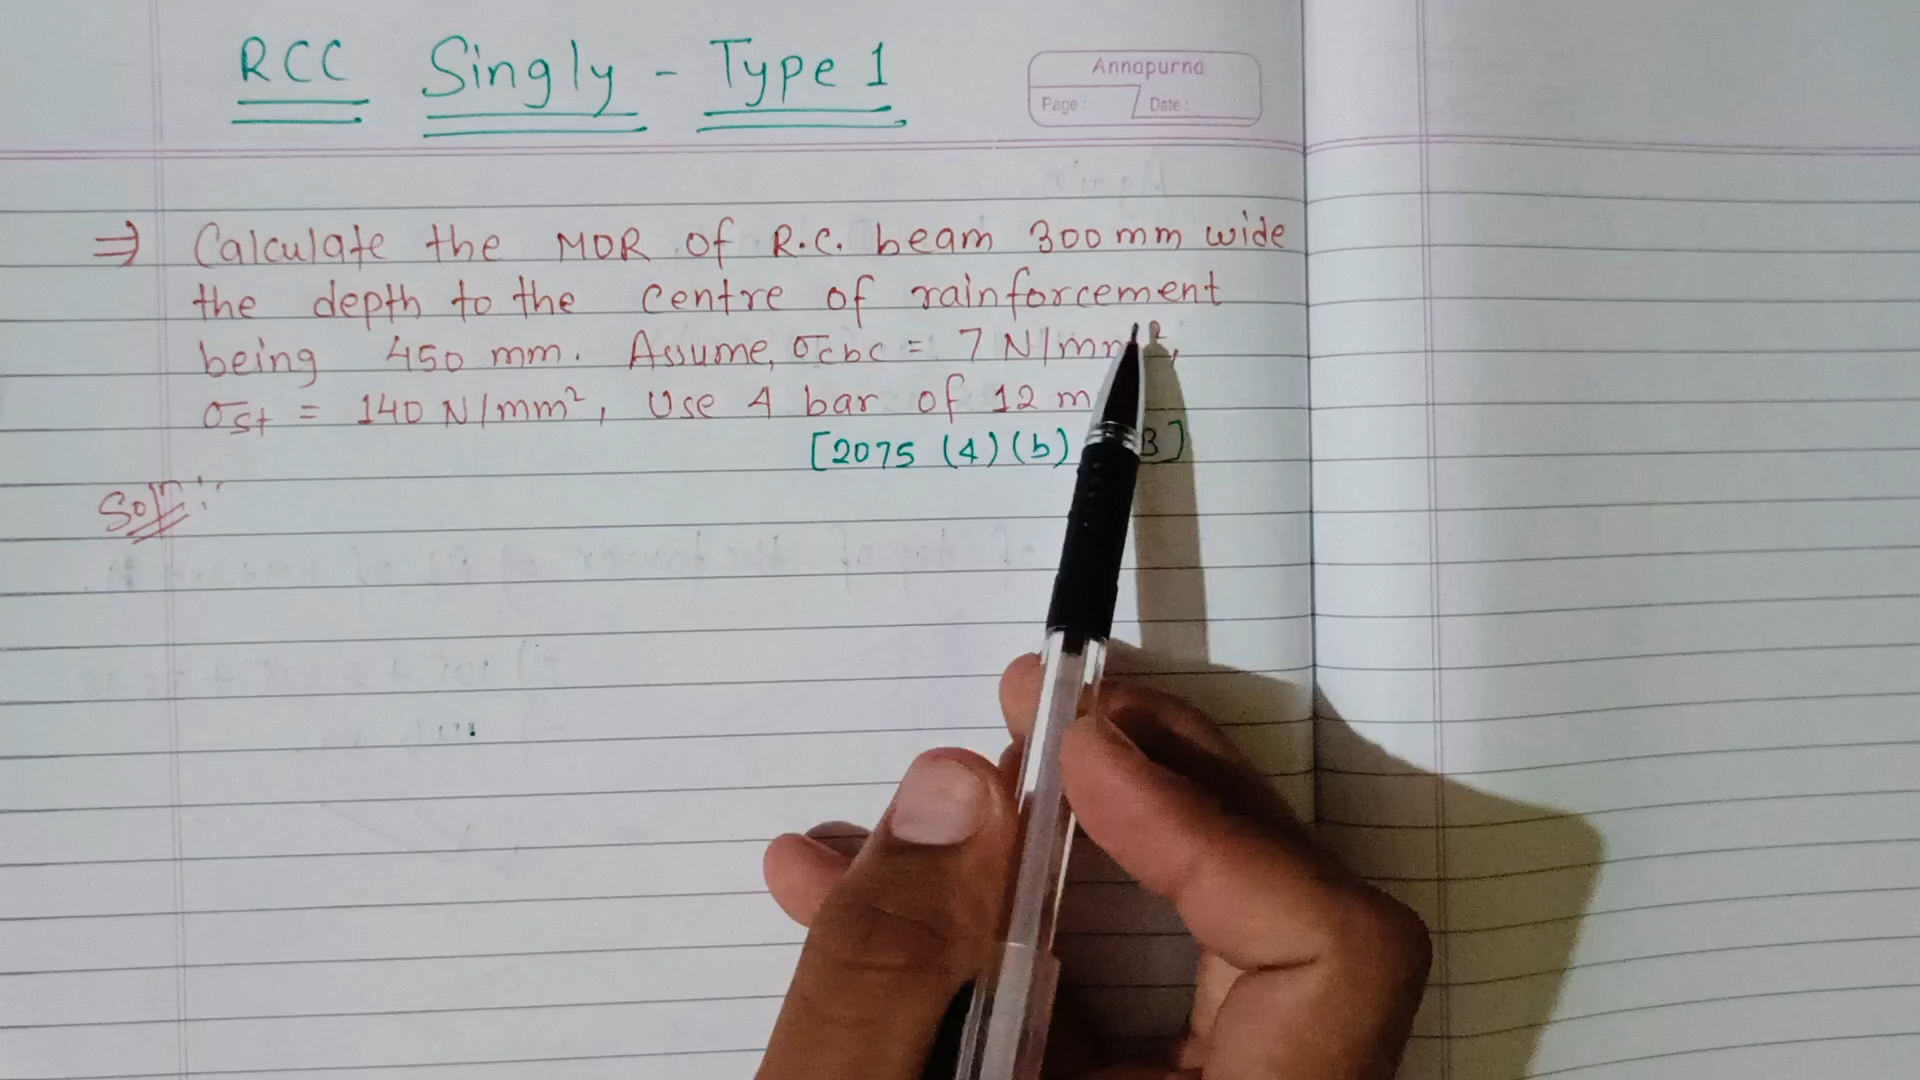 RCC Singly - Type 1
Annapurna
Page : Date :
⇒ Calculate the MOR of R.C. beam 300 mm wide
the depth to the centre of rainforcement
being 450 mm. Assume, σcbc = 7 N/mm²,
σst = 140 N/mm², Use 4 bar of 12 m
[2075 (4)(b) B]
Solⁿ: